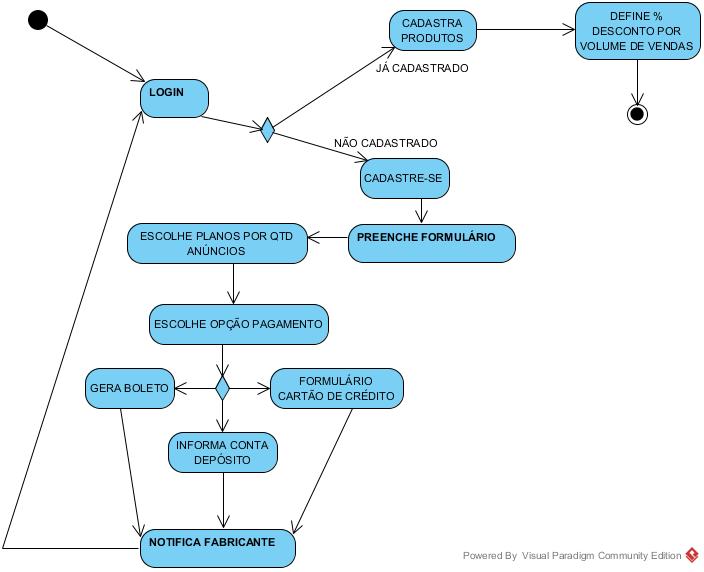 CADASTRA
PRODUTOS
DEFINE %
DESCONTO POR
VOLUME DE VENDAS
JÁ CADASTRADO
LOGIN
NÃO CADASTRADO
CADASTRE-SE
ESCOLHE PLANOS POR QTD
ANÚNCIOS
PREENCHE FORMULÁRIO
ESCOLHE OPÇÃO PAGAMENTO
GERA BOLETO
FORMULÁRIO
CARTÃO DE CRÉDITO
INFORMA CONTA
DEPÓSITO
NOTIFICA FABRICANTE
Powered By Visual Paradigm Community Edition